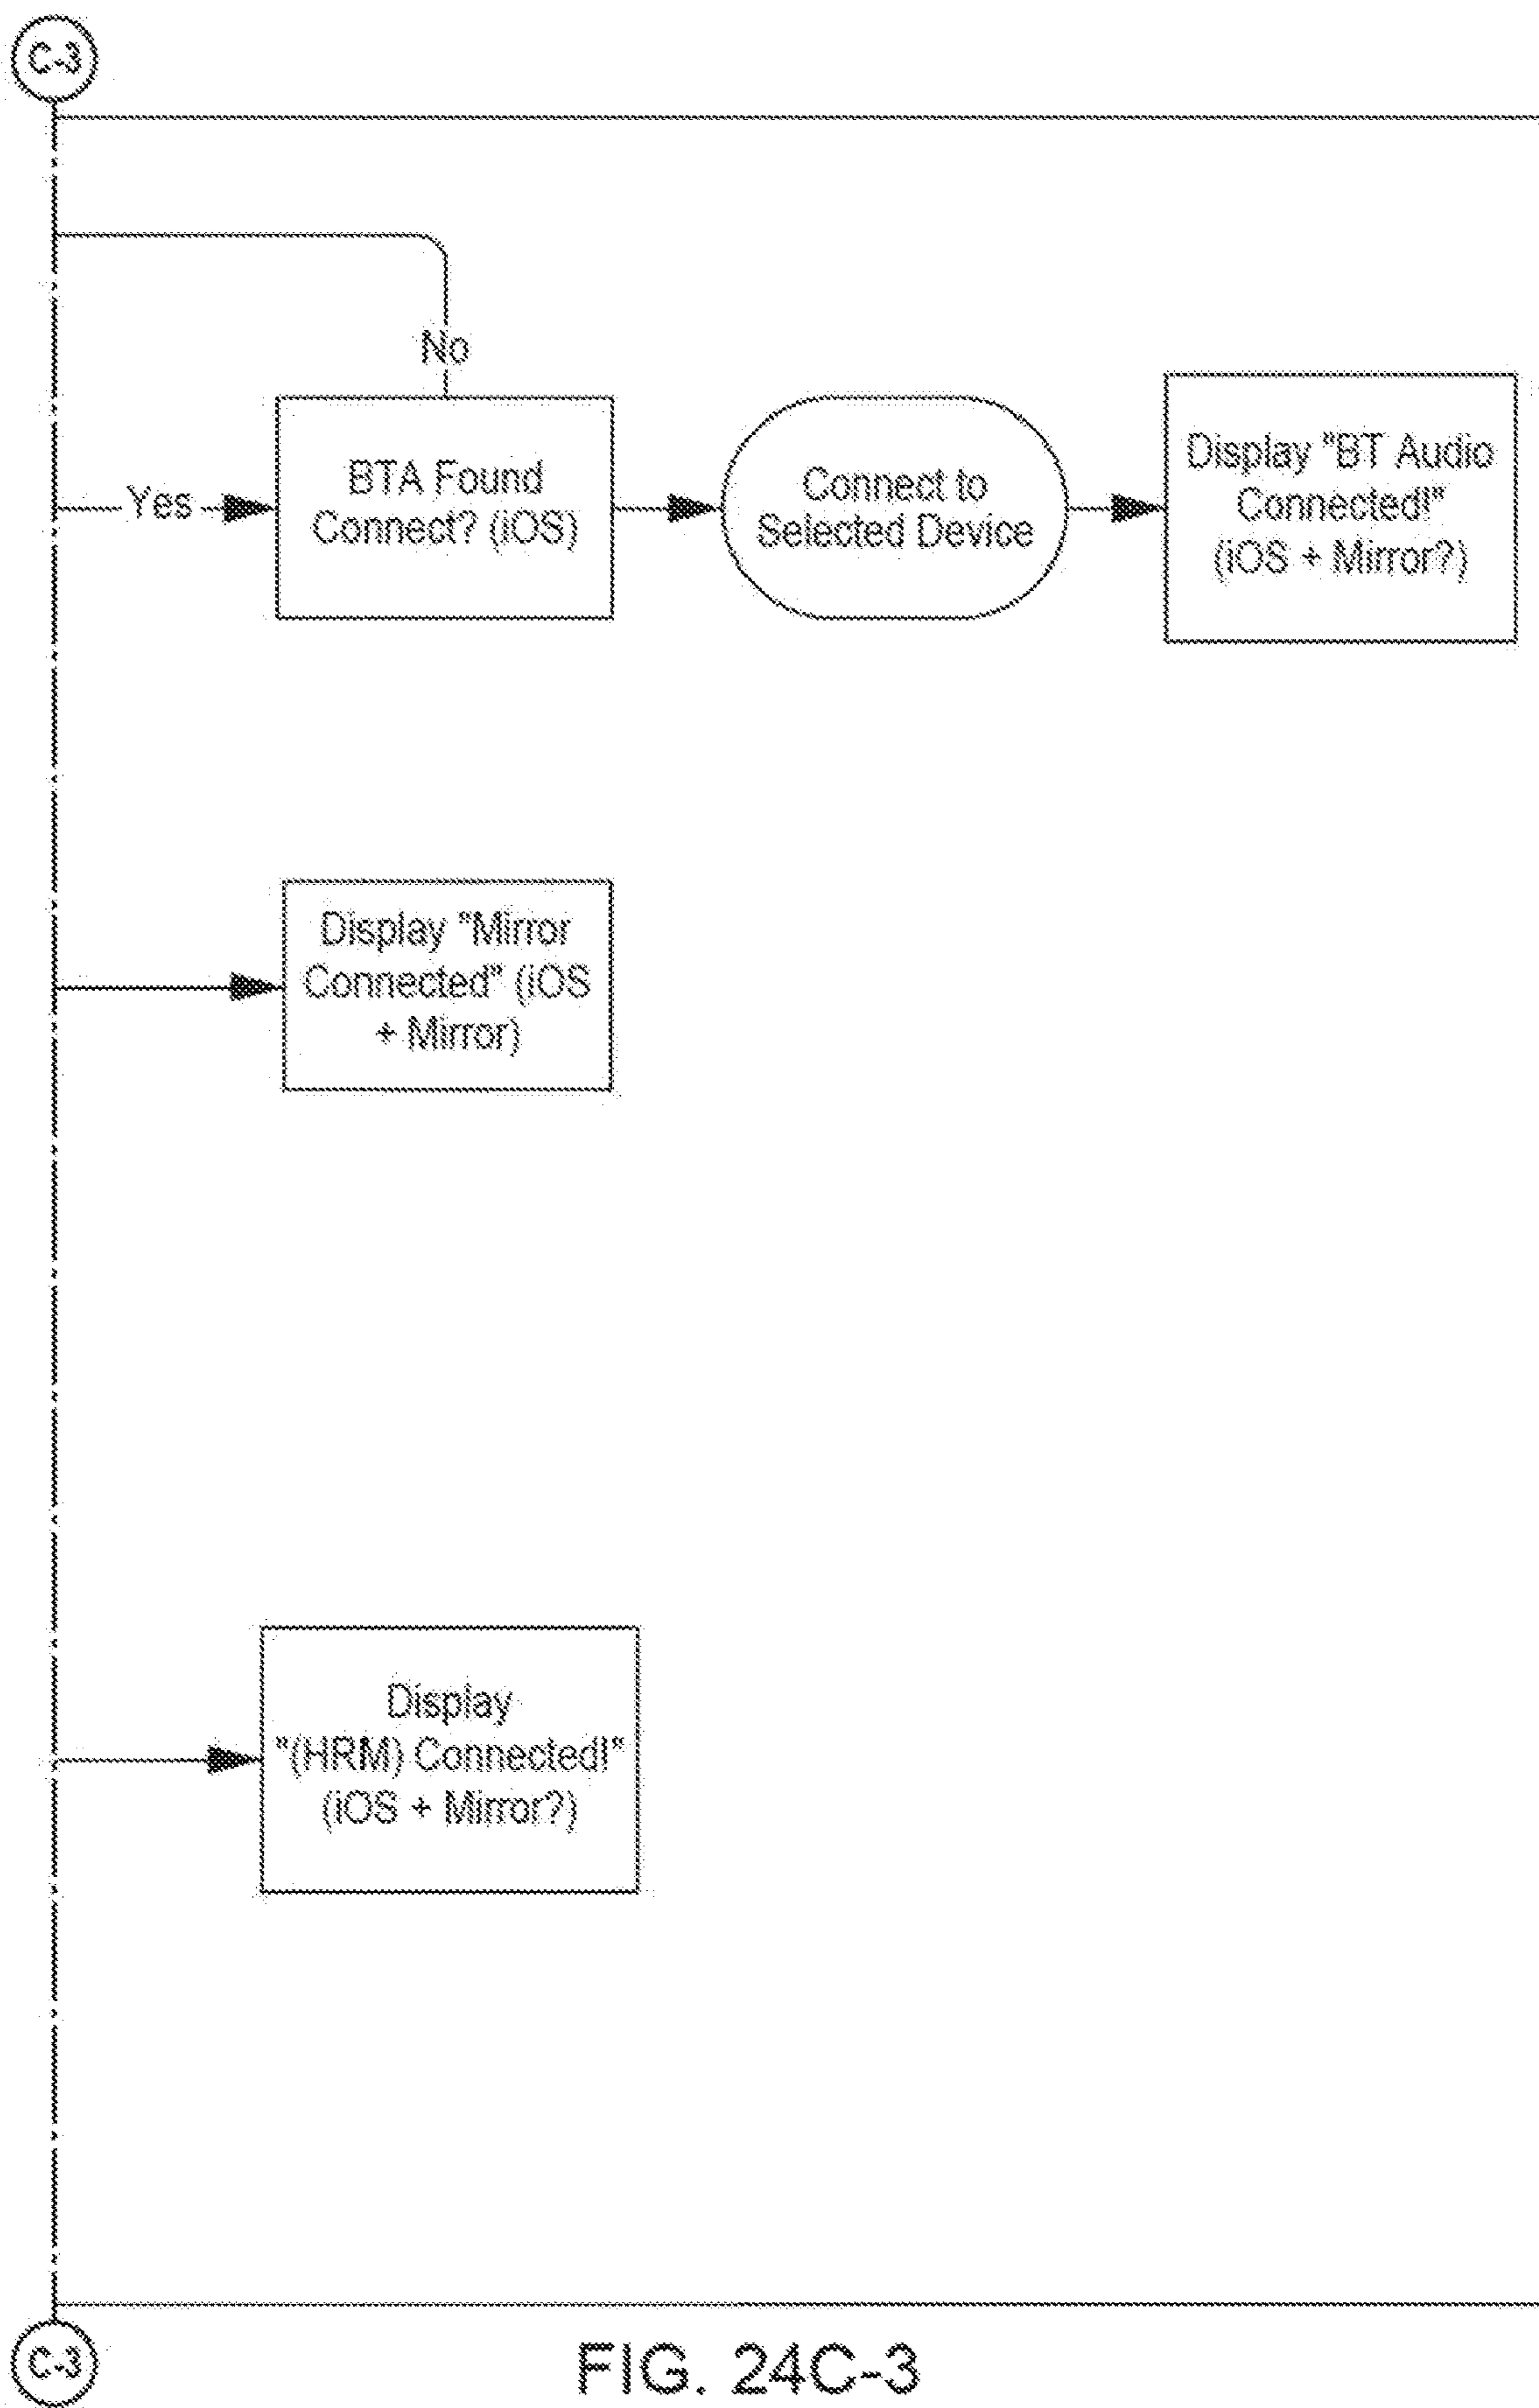 C-3
No
Yes
BTA Found
Connect? (iOS)
Connect to
Selected Device
Display "BT Audio
Connected!"
(iOS + Mirror?)
Display "Mirror
Connected" (iOS
+ Mirror)
Display
"(HRM) Connected!"
(iOS + Mirror?)
C-3
FIG. 24C-3